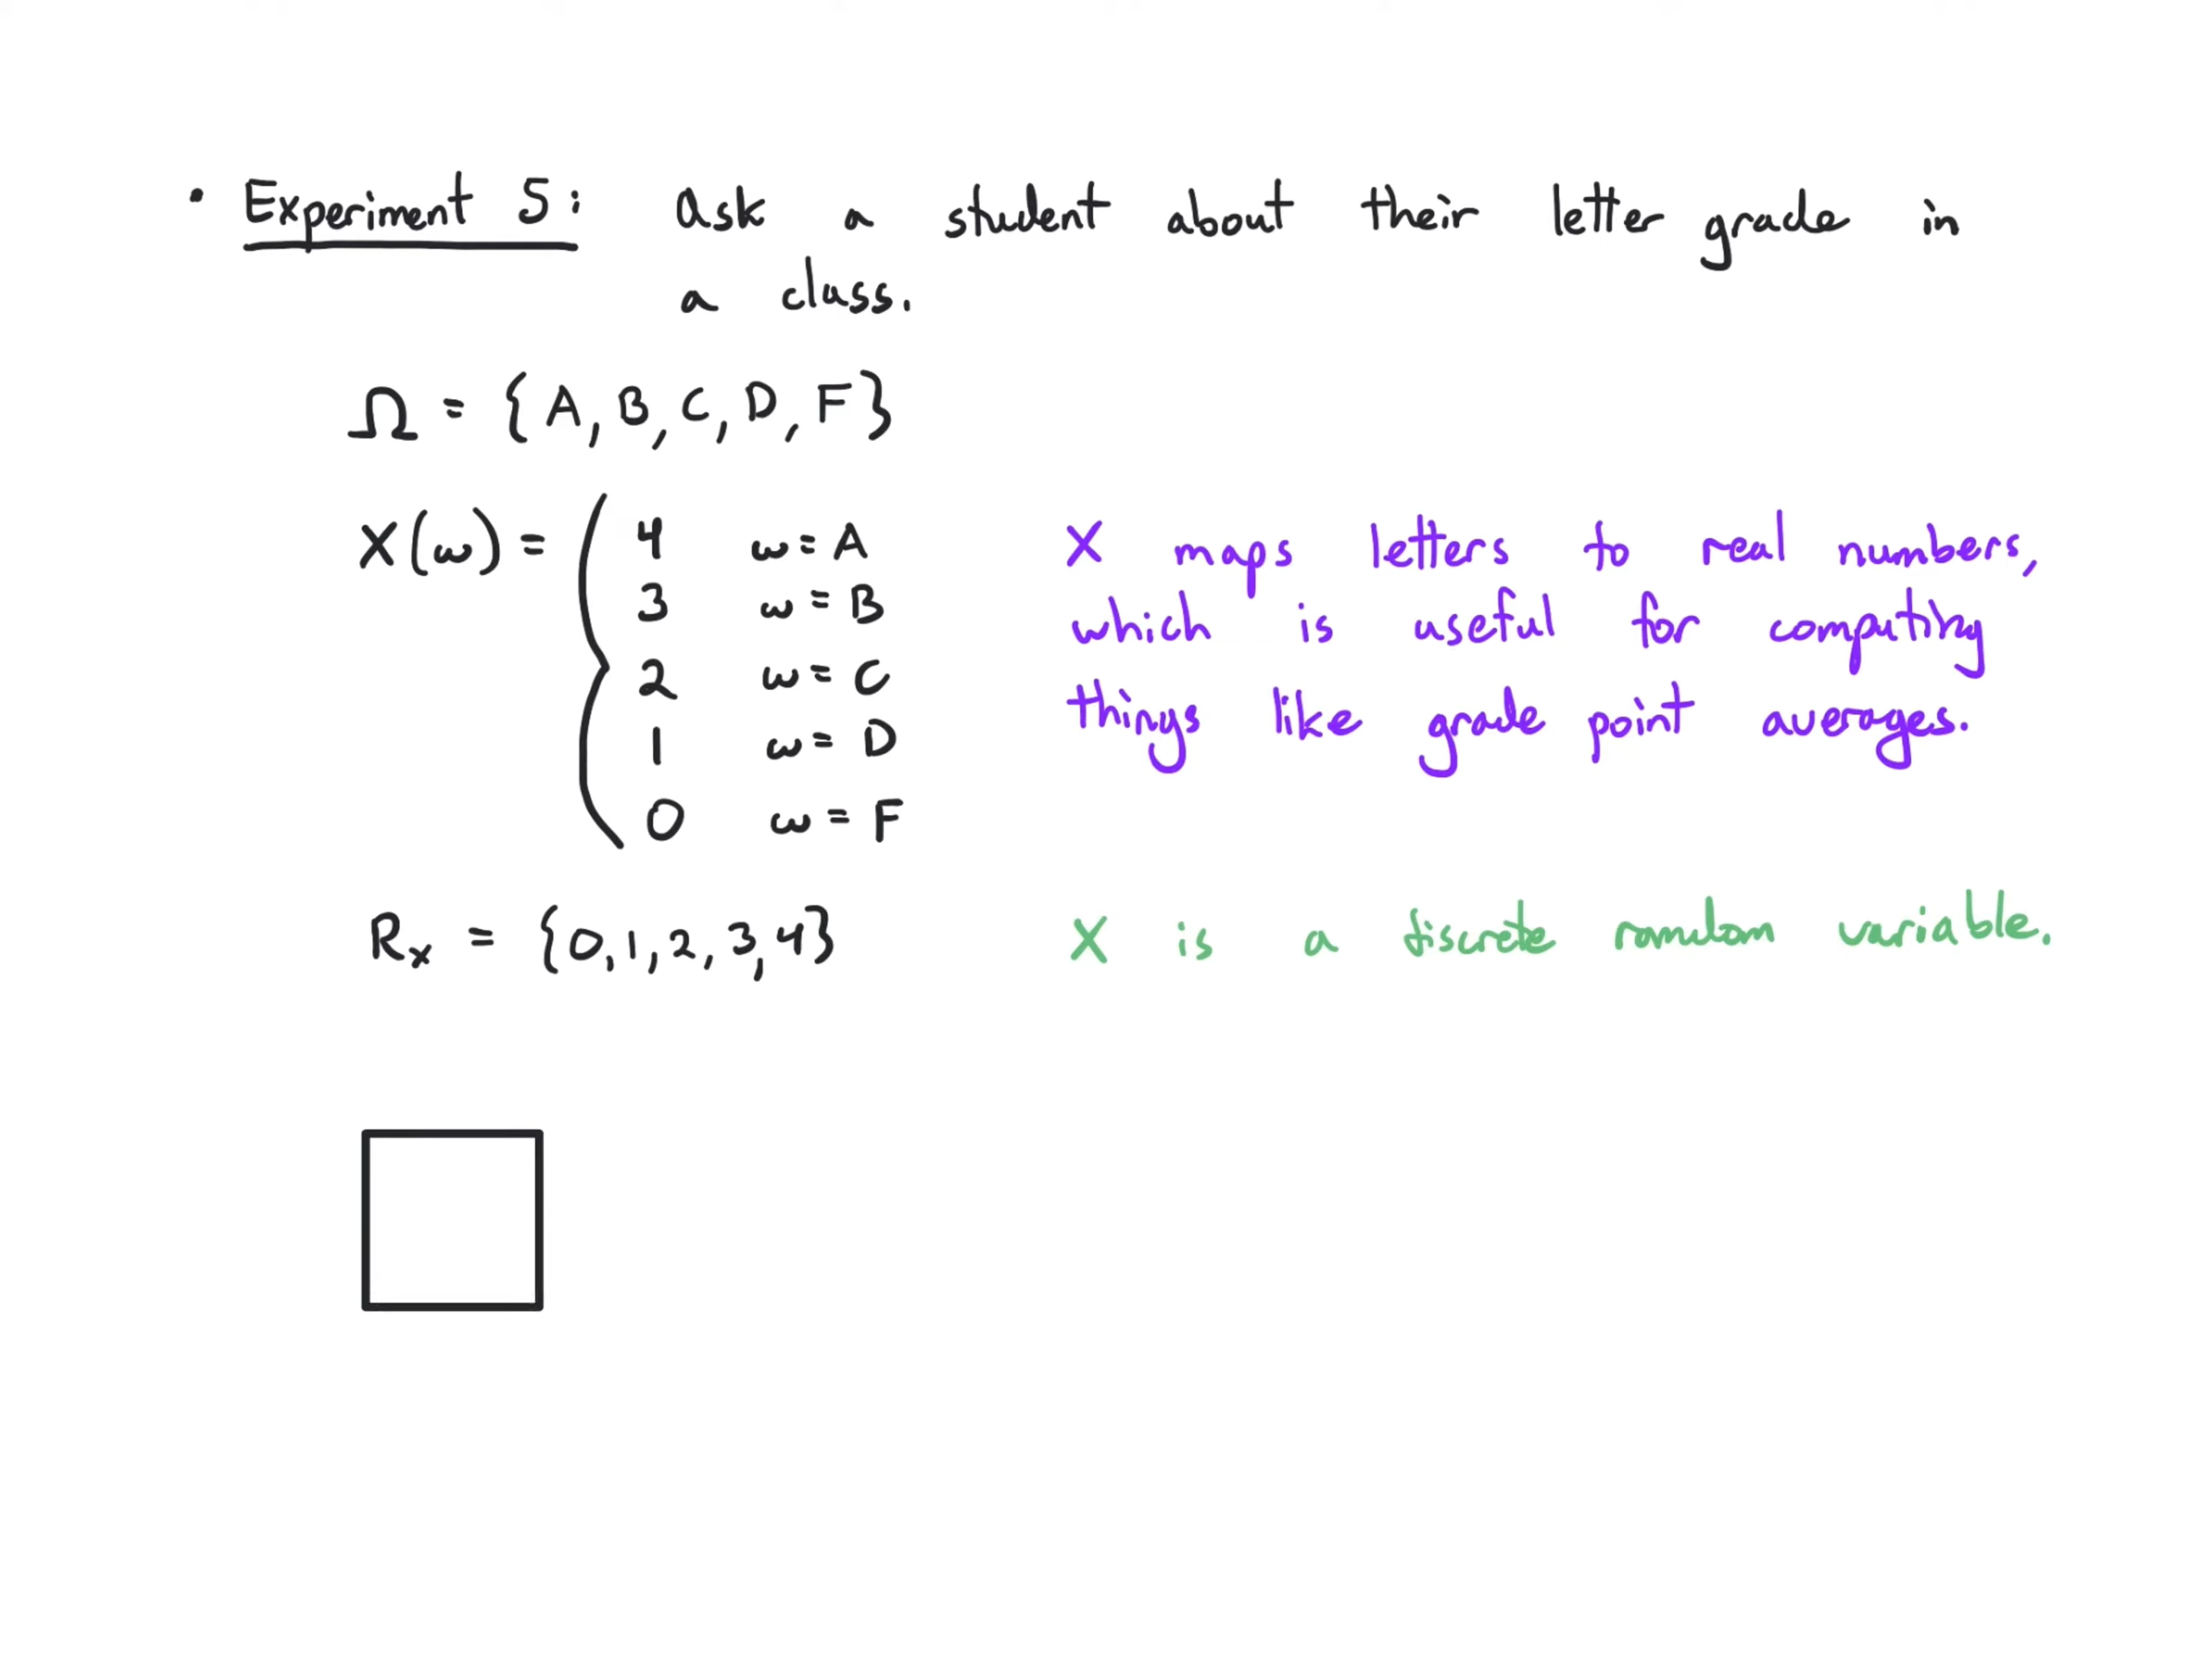 • Experiment 5: Ask a student about their letter grade in
a class.
Ω = {A, B, C, D, F}
X(ω) = { 4 ω = A
3 ω = B
2 ω = C
1 ω = D
0 ω = F
X maps letters to real numbers,
which is useful for computing
things like grade point averages.
Rx = {0, 1, 2, 3, 4}
X is a discrete random variable.